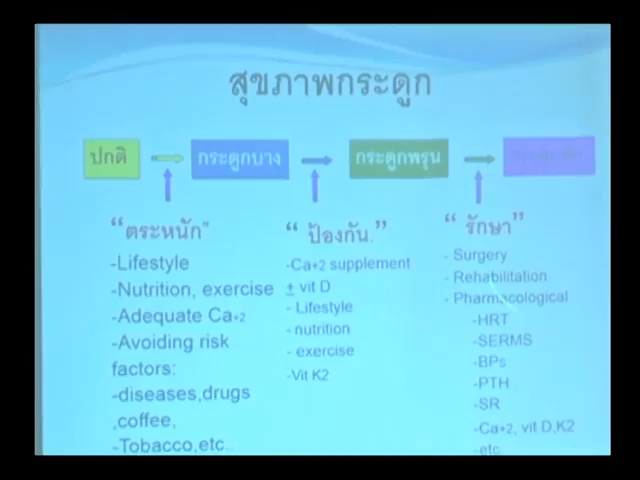 สุขภาพกระดูก
ปกติ
กระดูกบาง
กระดูกพรุน
“ตระหนัก”
-Lifestyle
-Nutrition, exercise
-Adequate Ca+2
-Avoiding risk
factors:
-diseases,drugs
,coffee,
-Tobacco,etc..
“ ป้องกัน.”
-Ca+2 supplement
± vit D
- Lifestyle
- nutrition
- exercise
-Vit K2
“ รักษา”
- Surgery
- Rehabilitation
- Pharmacological
-HRT
-SERMS
-BPs
-PTH
-SR
-Ca+2, vit D,K2
-etc